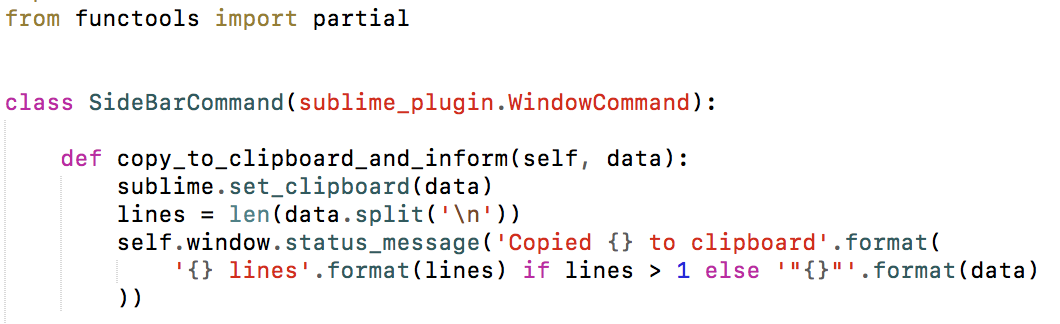 from functools import partial
class SideBarCommand(sublime_plugin.WindowCommand):
def copy_to_clipboard_and_inform(self, data):
sublime.set_clipboard(data)
lines = len(data.split('\n'))
self.window.status_message('Copied {} to clipboard'.format(
'{} lines'.format(lines) if lines > 1 else '"{}"'.format(data)
))